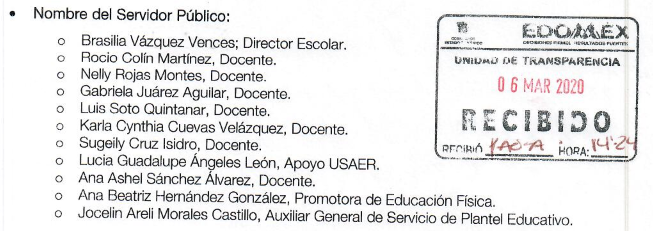 • Nombre del Servidor Público:
o Brasilia Vázquez Vences; Director Escolar.
o Rocio Colín Martínez, Docente.
o Nelly Rojas Montes, Docente.
o Gabriela Juárez Aguilar, Docente.
o Luis Soto Quintanar, Docente.
o Karla Cynthia Cuevas Velázquez, Docente.
o Sugeily Cruz Isidro, Docente.
o Lucia Guadalupe Ángeles León, Apoyo USAER.
o Ana Ashel Sánchez Álvarez, Docente.
o Ana Beatriz Hernández González, Promotora de Educación Física.
o Jocelin Areli Morales Castillo, Auxiliar General de Servicio de Plantel Educativo.
EDOMEX
DECISIONES FIRMES, RESULTADOS FUERTES
UNIDAD DE TRANSPARENCIA
06 MAR 2020
RECIBIDO
RECIBIÓ HORA: 14:24